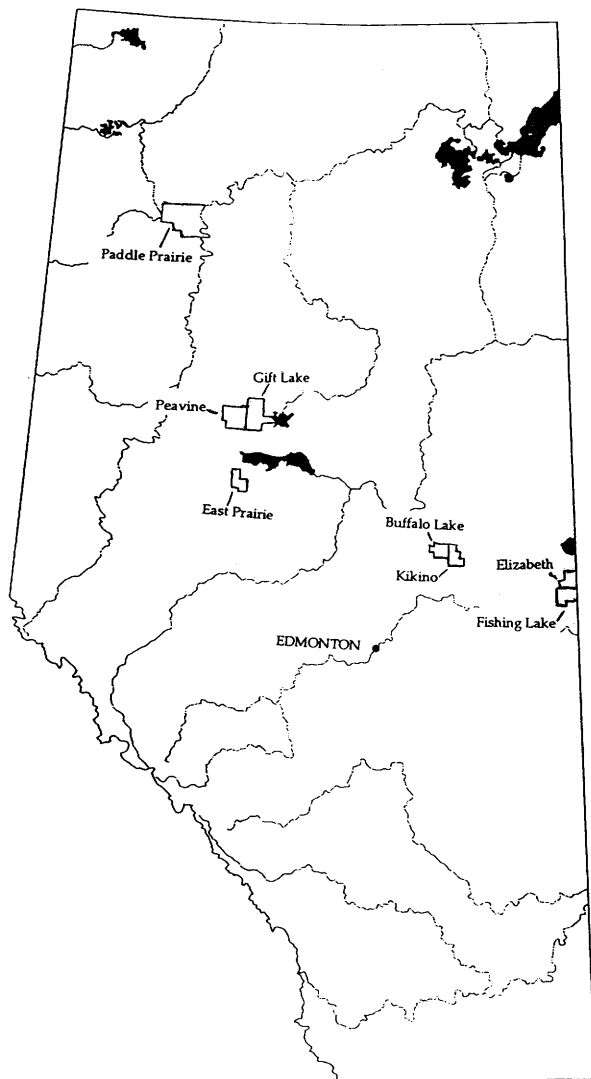 Paddle Prairie
Gift Lake
Peavine
East Prairie
Buffalo Lake
Kikino
Elizabeth
Fishing Lake
EDMONTON